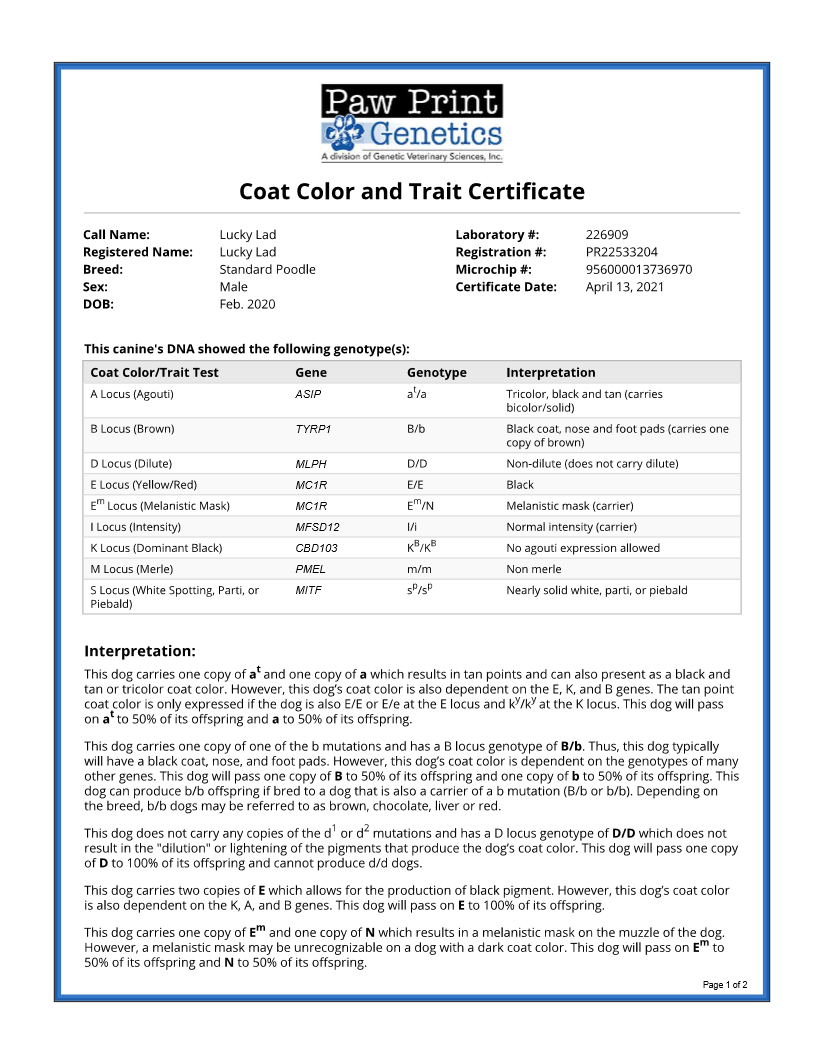 Paw Print
Genetics
A division of Genetic Veterinary Sciences, Inc.
Coat Color and Trait Certificate
Call Name: Lucky Lad Laboratory #: 226909
Registered Name: Lucky Lad Registration #: PR22533204
Breed: Standard Poodle Microchip #: 956000013736970
Sex: Male Certificate Date: April 13, 2021
DOB: Feb. 2020
This canine's DNA showed the following genotype(s):
Coat Color/Trait Test Gene Genotype Interpretation
A Locus (Agouti) ASIP aᵗ/a Tricolor, black and tan (carries
bicolor/solid)
B Locus (Brown) TYRP1 B/b Black coat, nose and foot pads (carries one
copy of brown)
D Locus (Dilute) MLPH D/D Non-dilute (does not carry dilute)
E Locus (Yellow/Red) MC1R E/E Black
Eᵐ Locus (Melanistic Mask) MC1R Eᵐ/N Melanistic mask (carrier)
I Locus (Intensity) MFSD12 I/i Normal intensity (carrier)
K Locus (Dominant Black) CBD103 Kᴮ/Kᴮ No agouti expression allowed
M Locus (Merle) PMEL m/m Non merle
S Locus (White Spotting, Parti, or MITF sᵖ/sᵖ Nearly solid white, parti, or piebald
Piebald)
Interpretation:
This dog carries one copy of aᵗ and one copy of a which results in tan points and can also present as a black and
tan or tricolor coat color. However, this dog's coat color is also dependent on the E, K, and B genes. The tan point
coat color is only expressed if the dog is also E/E or E/e at the E locus and kʸ/kʸ at the K locus. This dog will pass
on aᵗ to 50% of its offspring and a to 50% of its offspring.
This dog carries one copy of one of the b mutations and has a B locus genotype of B/b. Thus, this dog typically
will have a black coat, nose, and foot pads. However, this dog's coat color is dependent on the genotypes of many
other genes. This dog will pass one copy of B to 50% of its offspring and one copy of b to 50% of its offspring. This
dog can produce b/b offspring if bred to a dog that is also a carrier of a b mutation (B/b or b/b). Depending on
the breed, b/b dogs may be referred to as brown, chocolate, liver or red.
This dog does not carry any copies of the d¹ or d² mutations and has a D locus genotype of D/D which does not
result in the "dilution" or lightening of the pigments that produce the dog's coat color. This dog will pass one copy
of D to 100% of its offspring and cannot produce d/d dogs.
This dog carries two copies of E which allows for the production of black pigment. However, this dog's coat color
is also dependent on the K, A, and B genes. This dog will pass on E to 100% of its offspring.
This dog carries one copy of Eᵐ and one copy of N which results in a melanistic mask on the muzzle of the dog.
However, a melanistic mask may be unrecognizable on a dog with a dark coat color. This dog will pass on Eᵐ to
50% of its offspring and N to 50% of its offspring.
Page 1 of 2